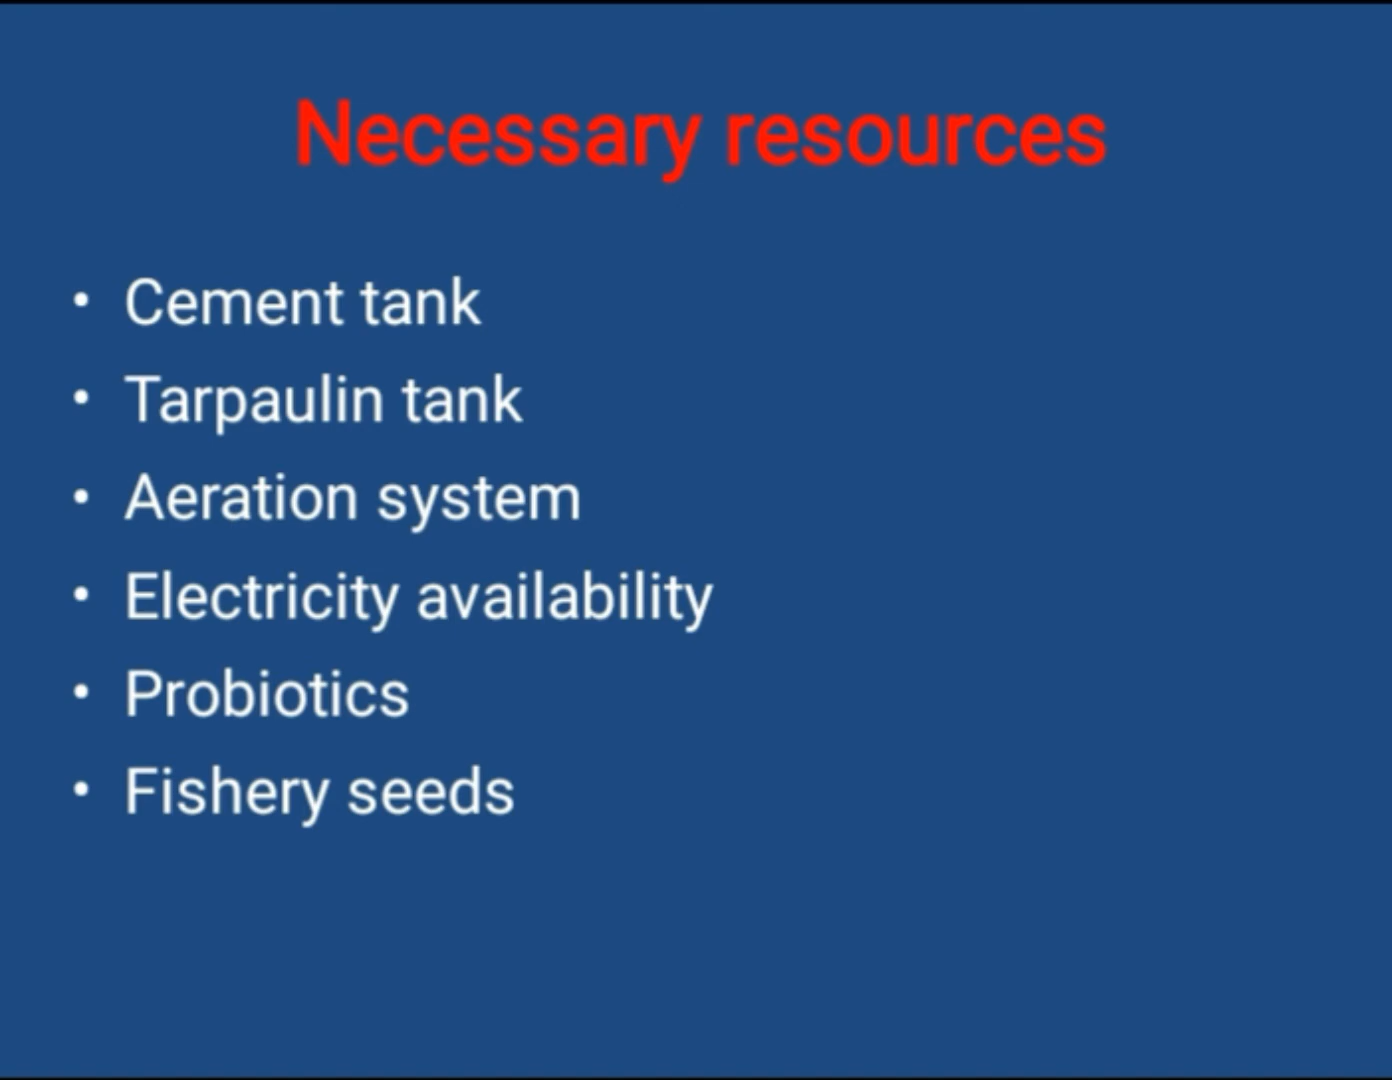 Necessary resources
• Cement tank
• Tarpaulin tank
• Aeration system
• Electricity availability
• Probiotics
• Fishery seeds